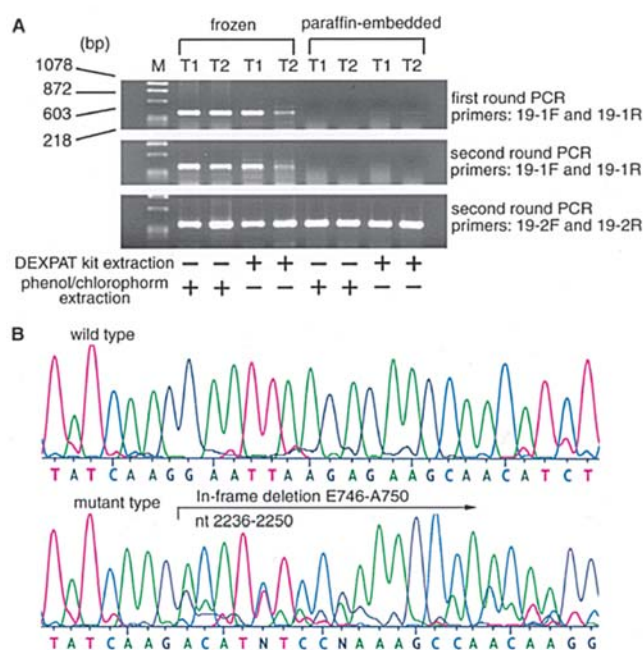 A
frozen paraffin-embedded
(bp)
M T1 T2 T1 T2 T1 T2 T1 T2
1078
872
603
218
first round PCR
primers: 19-1F and 19-1R
second round PCR
primers: 19-1F and 19-1R
second round PCR
primers: 19-2F and 19-2R
DEXPAT kit extraction − − + + − − + +
phenol/chlorophorm
extraction + + − − + + − −
B
wild type
T A T C A A G G A A T T A A G A G A A G C A A C A T C T
mutant type
In-frame deletion E746-A750
nt 2236-2250
T A T C A A G A C A T N T C C N A A A G C C A A C A A G G